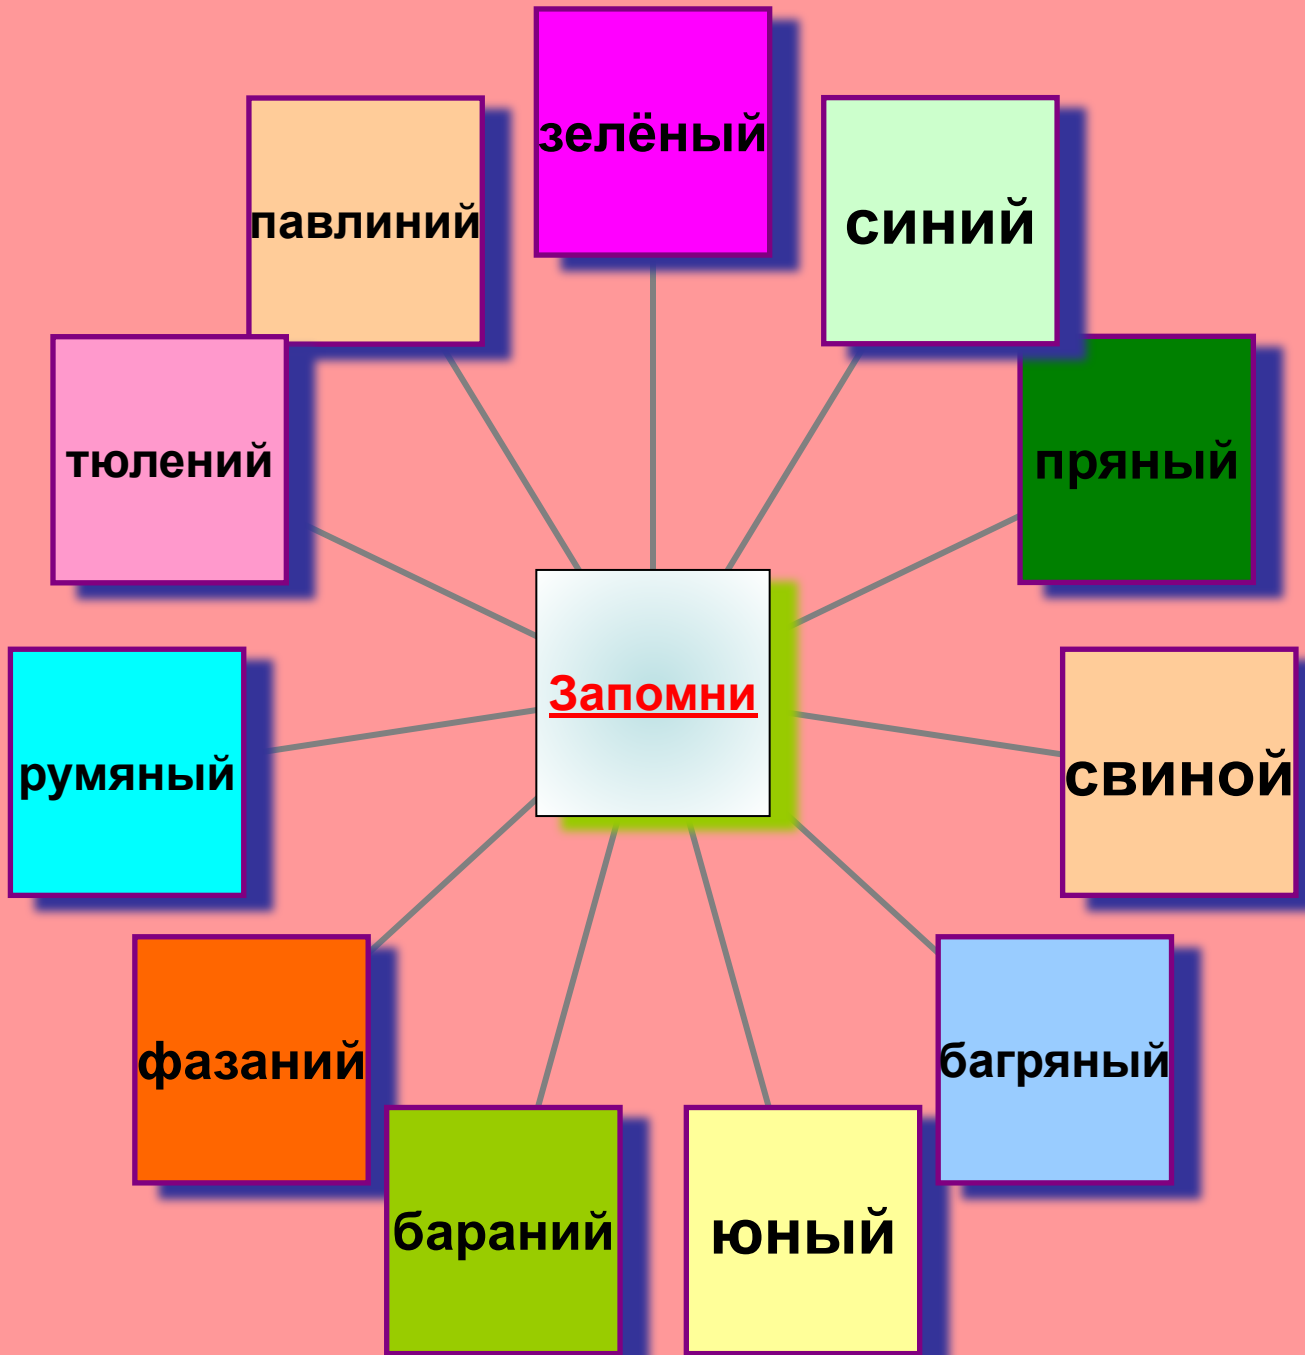 зелёный
синий
павлиний
пряный
тюлений
Запомни
свиной
румяный
багряный
фазаний
юный
бараний